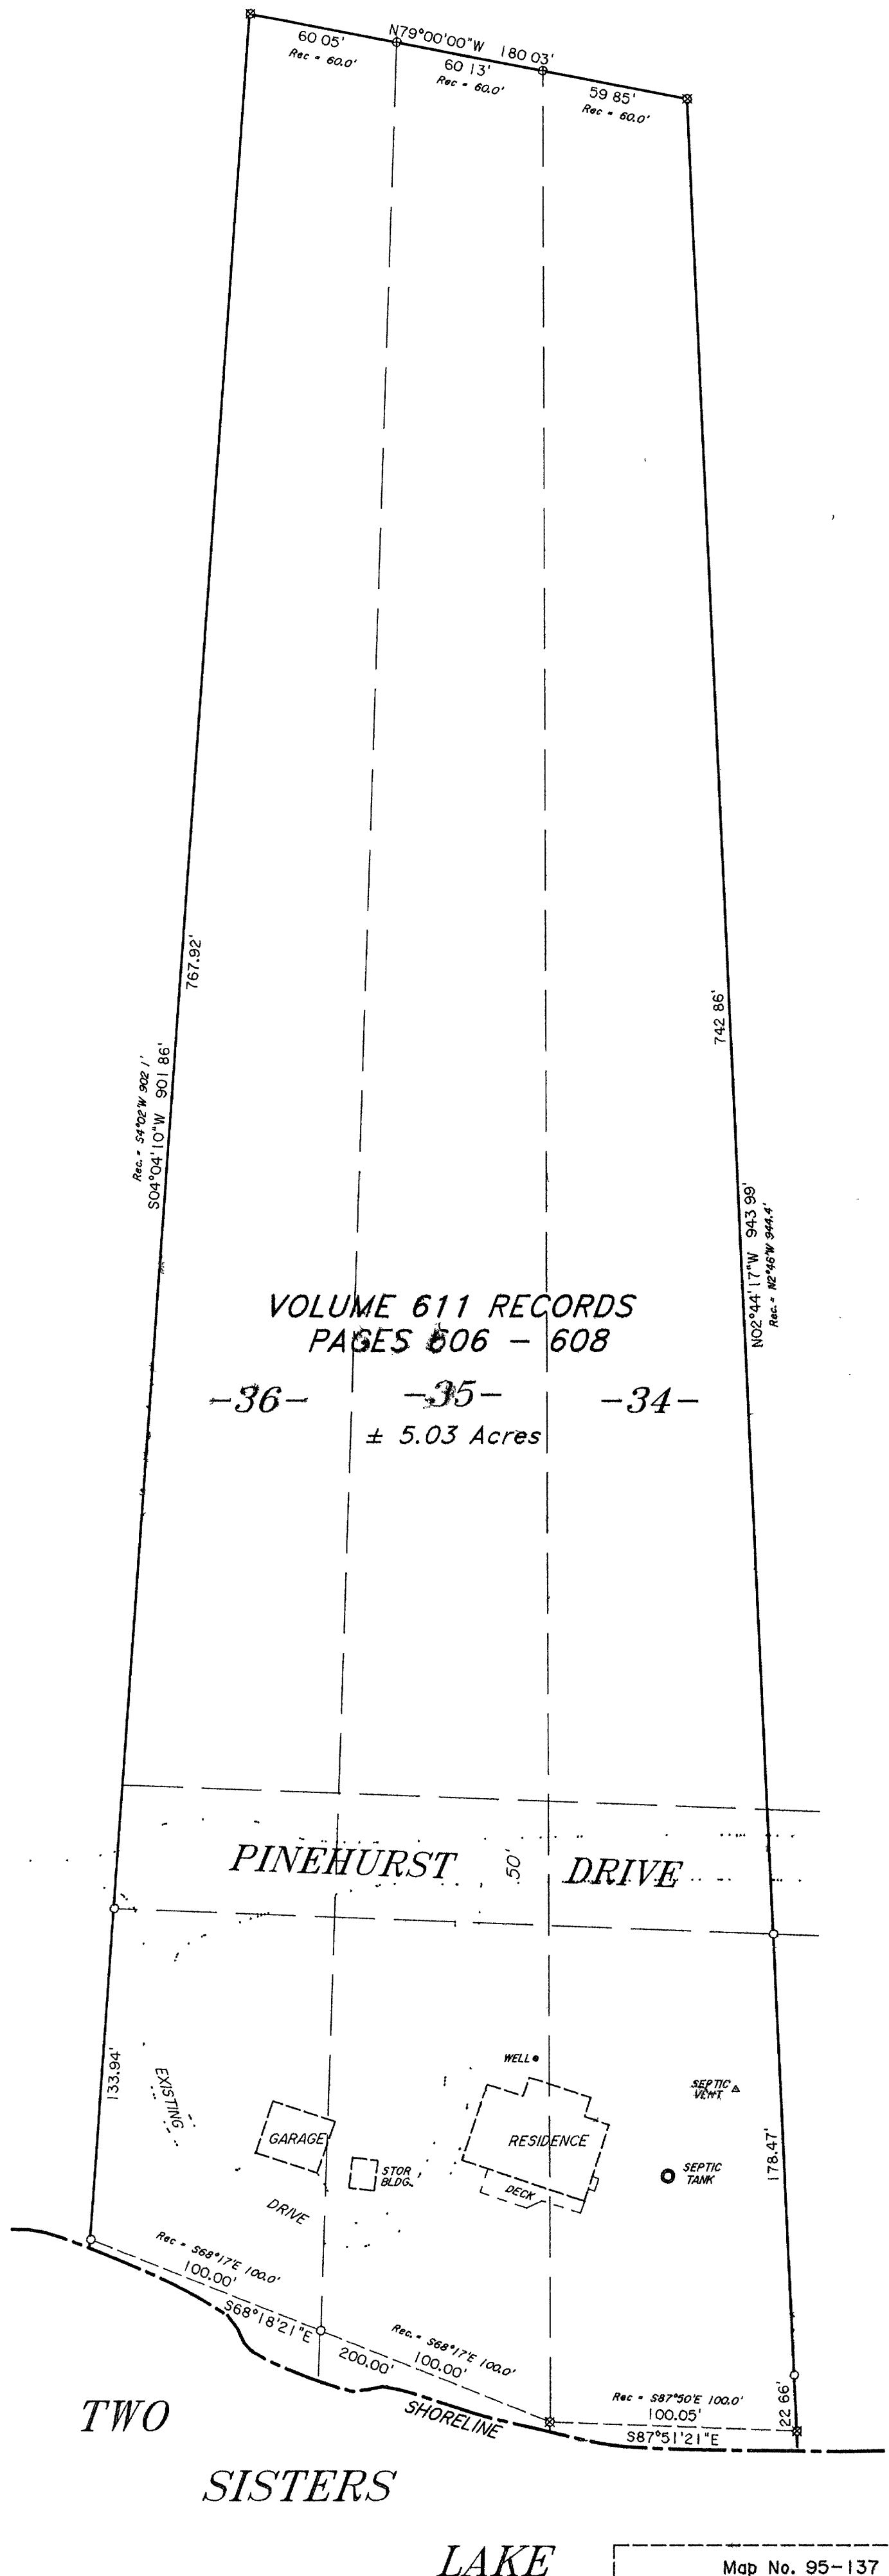 N79°00'00"W 180 03'
60 05'
Rec = 60.0'
60 13'
Rec = 60.0'
59 85'
Rec = 60.0'
767.92'
742 86'
Rec. = S4°02'W 902 1'
S04°04'10"W 901 86'
N02°44'17"W 943 99'
Rec. = N2°46'W 944.4'
VOLUME 611 RECORDS
PAGES 606 - 608
-36- -35- -34-
± 5.03 Acres
PINEHURST 50' DRIVE
133.94'
EXISTING
DRIVE
GARAGE
STOR
BLDG.
WELL
RESIDENCE
DECK
SEPTIC
VENT
SEPTIC
TANK
178.47'
Rec = S68°17'E 100.0'
100.00'
S68°18'21"E
200.00'
Rec. = S68°17'E 100.0'
100.00'
Rec = S87°50'E 100.0'
100.05'
S87°51'21"E
22 66'
SHORELINE
TWO
SISTERS
LAKE
Map No. 95-137